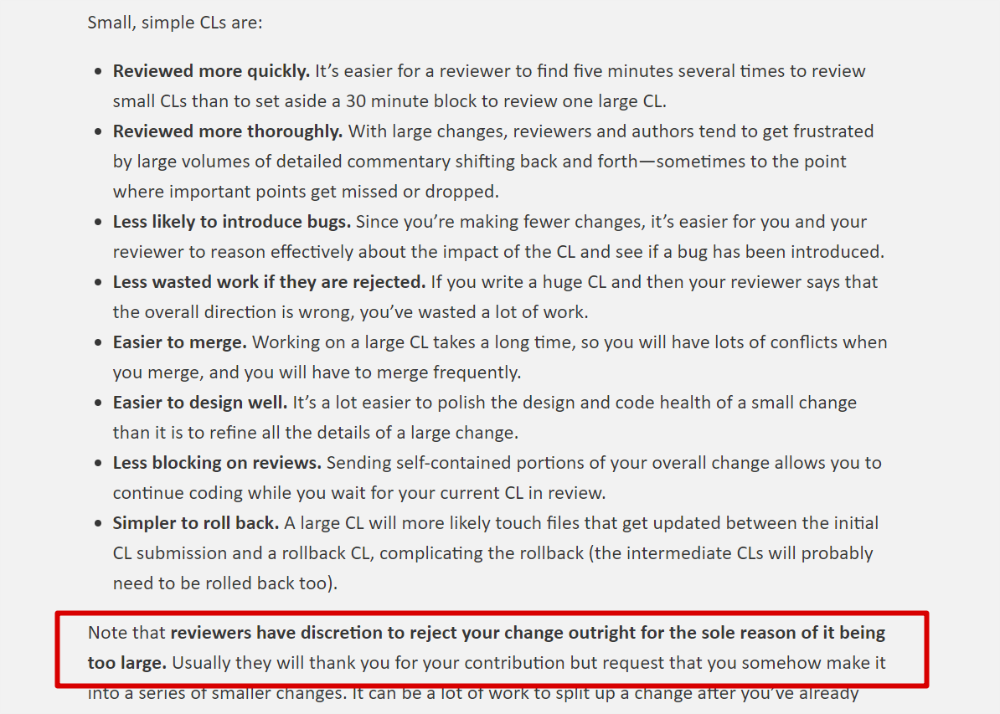 Small, simple CLs are:
Reviewed more quickly. It’s easier for a reviewer to find five minutes several times to review
small CLs than to set aside a 30 minute block to review one large CL.
Reviewed more thoroughly. With large changes, reviewers and authors tend to get frustrated
by large volumes of detailed commentary shifting back and forth—sometimes to the point
where important points get missed or dropped.
Less likely to introduce bugs. Since you’re making fewer changes, it’s easier for you and your
reviewer to reason effectively about the impact of the CL and see if a bug has been introduced.
Less wasted work if they are rejected. If you write a huge CL and then your reviewer says that
the overall direction is wrong, you’ve wasted a lot of work.
Easier to merge. Working on a large CL takes a long time, so you will have lots of conflicts when
you merge, and you will have to merge frequently.
Easier to design well. It’s a lot easier to polish the design and code health of a small change
than it is to refine all the details of a large change.
Less blocking on reviews. Sending self-contained portions of your overall change allows you to
continue coding while you wait for your current CL in review.
Simpler to roll back. A large CL will more likely touch files that get updated between the initial
CL submission and a rollback CL, complicating the rollback (the intermediate CLs will probably
need to be rolled back too).
Note that reviewers have discretion to reject your change outright for the sole reason of it being
too large. Usually they will thank you for your contribution but request that you somehow make it
into a series of smaller changes. It can be a lot of work to split up a change after you’ve already